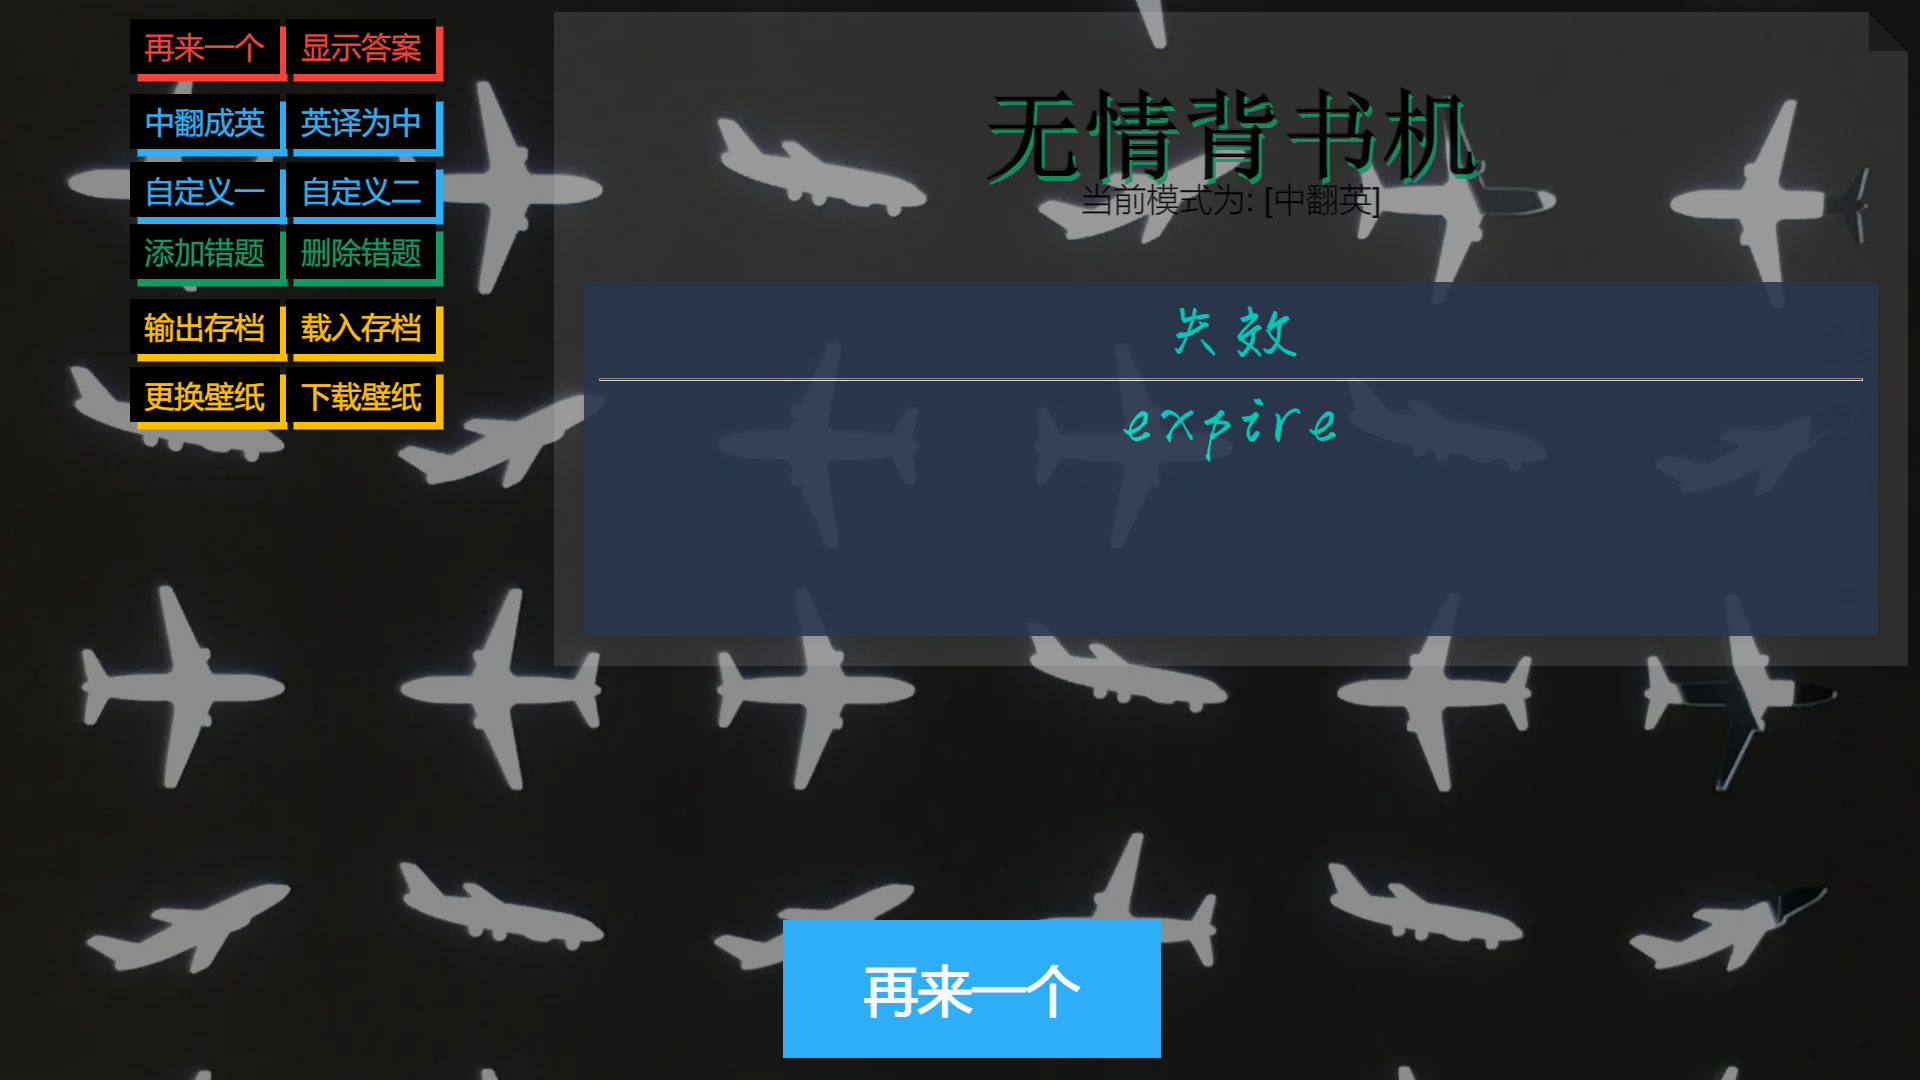 再来一个 显示答案
中翻成英 英译为中
自定义一 自定义二
添加错题 删除错题
输出存档 载入存档
更换壁纸 下载壁纸
无情背书机
当前模式为: [中翻英]
失效
expire
再来一个